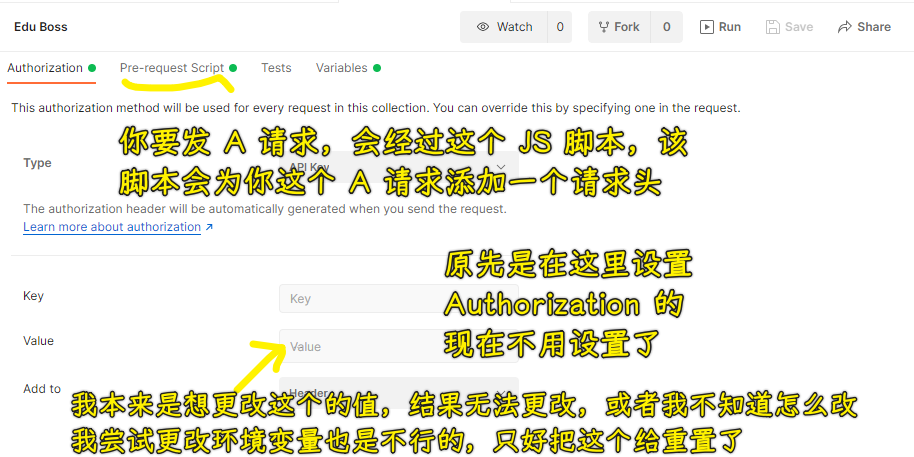 Edu Boss
Watch 0 Fork 0 Run Save Share
Authorization Pre-request Script Tests Variables
This authorization method will be used for every request in this collection. You can override this by specifying one in the request.
你要发 A 请求，会经过这个 JS 脚本，该
Type API Key
脚本会为你这个 A 请求添加一个请求头
The authorization header will be automatically generated when you send the request.
Learn more about authorization ↗
原先是在这里设置
Key Key
Authorization 的
Value Value
现在不用设置了
Add to Header
我本来是想更改这个的值，结果无法更改，或者我不知道怎么改
我尝试更改环境变量也是不行的，只好把这个给重置了